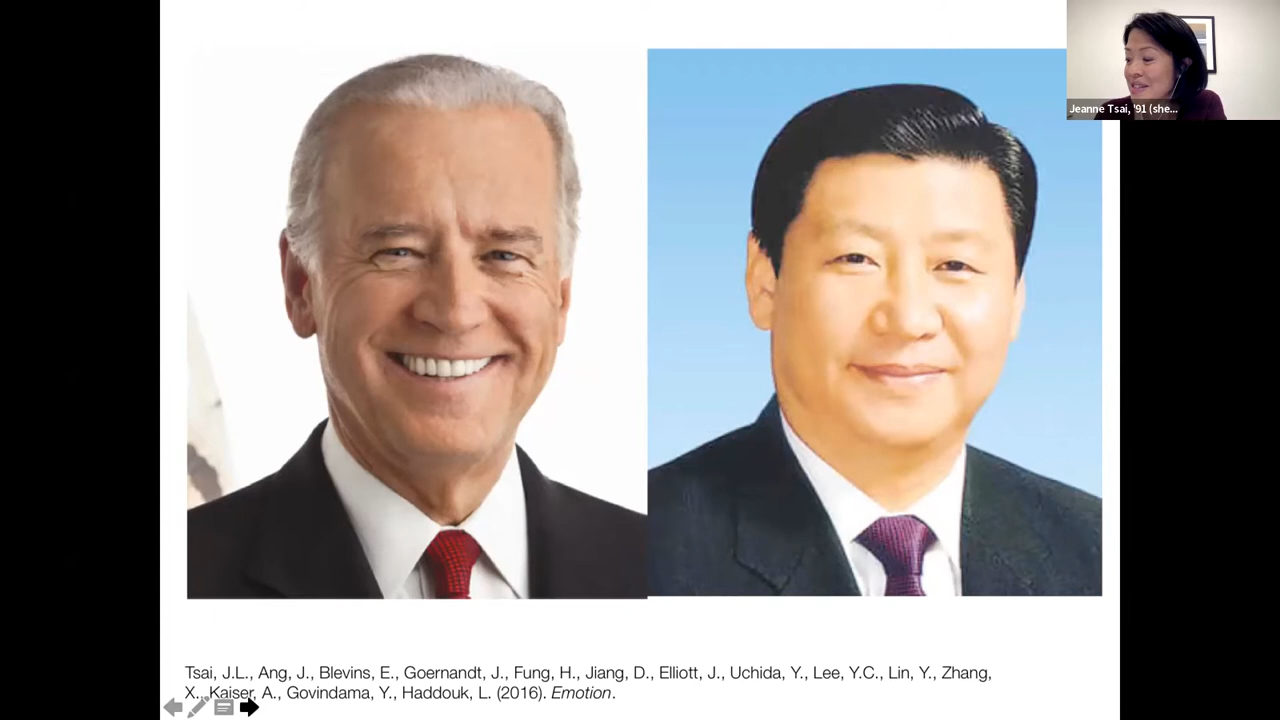 Jeanne Tsai, '91 (she...
Tsai, J.L., Ang, J., Blevins, E., Goernandt, J., Fung, H., Jiang, D., Elliott, J., Uchida, Y., Lee, Y.C., Lin, Y., Zhang,
X., Kaiser, A., Govindama, Y., Haddouk, L. (2016). Emotion.